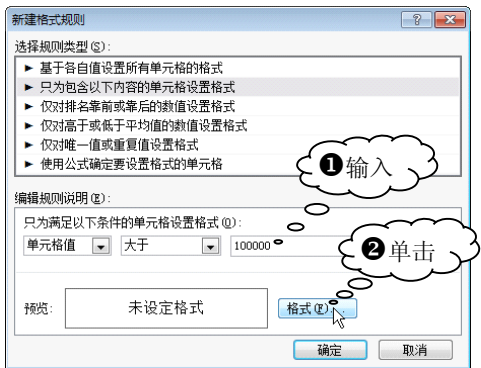 新建格式规则
选择规则类型(S):
► 基于各自值设置所有单元格的格式
► 只为包含以下内容的单元格设置格式
► 仅对排名靠前或靠后的数值设置格式
► 仅对高于或低于平均值的数值设置格式
► 仅对唯一值或重复值设置格式
► 使用公式确定要设置格式的单元格
❶输入
编辑规则说明(E):
只为满足以下条件的单元格设置格式(O):
单元格值 大于 100000
❷单击
预览: 未设定格式 格式(F)...
确定 取消